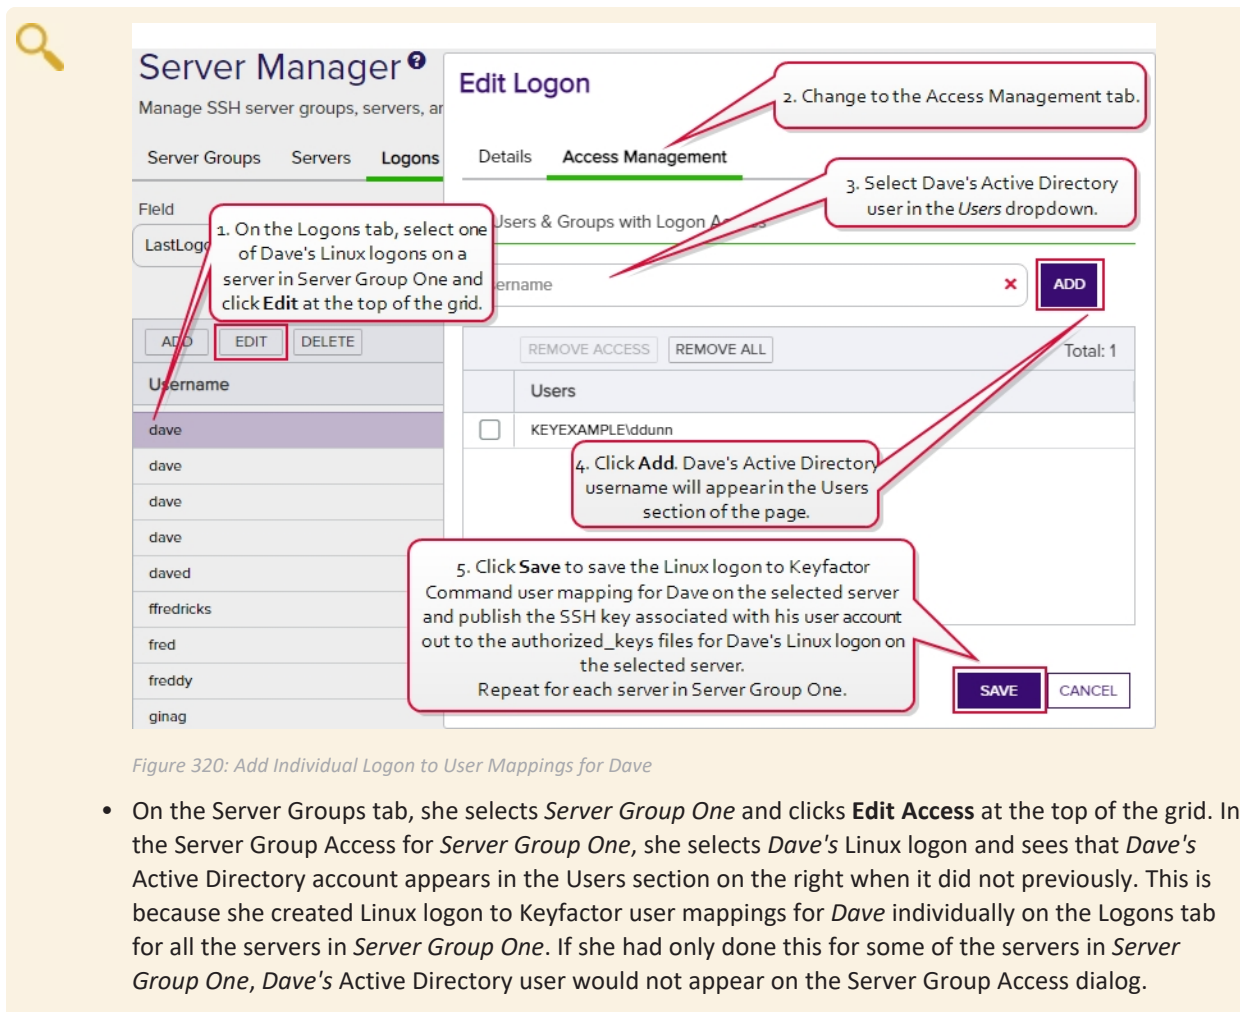 Server Manager ?
Manage SSH server groups, servers, ar
Server Groups Servers Logons
Field
LastLogo
1. On the Logons tab, select one
of Dave's Linux logons on a
server in Server Group One and
click Edit at the top of the grid.
ADD EDIT DELETE
Username
dave
dave
dave
dave
daved
ffredricks
fred
freddy
ginag
Edit Logon
2. Change to the Access Management tab.
Details Access Management
3. Select Dave's Active Directory
user in the Users dropdown.
Users & Groups with Logon Access
ername
ADD
REMOVE ACCESS REMOVE ALL Total: 1
Users
KEYEXAMPLE\ddunn
4. Click Add. Dave's Active Directory
username will appear in the Users
section of the page.
5. Click Save to save the Linux logon to Keyfactor
Command user mapping for Dave on the selected server
and publish the SSH key associated with his user account
out to the authorized_keys files for Dave's Linux logon on
the selected server.
Repeat for each server in Server Group One.
SAVE CANCEL
Figure 320: Add Individual Logon to User Mappings for Dave
• On the Server Groups tab, she selects Server Group One and clicks Edit Access at the top of the grid. In
the Server Group Access for Server Group One, she selects Dave's Linux logon and sees that Dave's
Active Directory account appears in the Users section on the right when it did not previously. This is
because she created Linux logon to Keyfactor user mappings for Dave individually on the Logons tab
for all the servers in Server Group One. If she had only done this for some of the servers in Server
Group One, Dave's Active Directory user would not appear on the Server Group Access dialog.